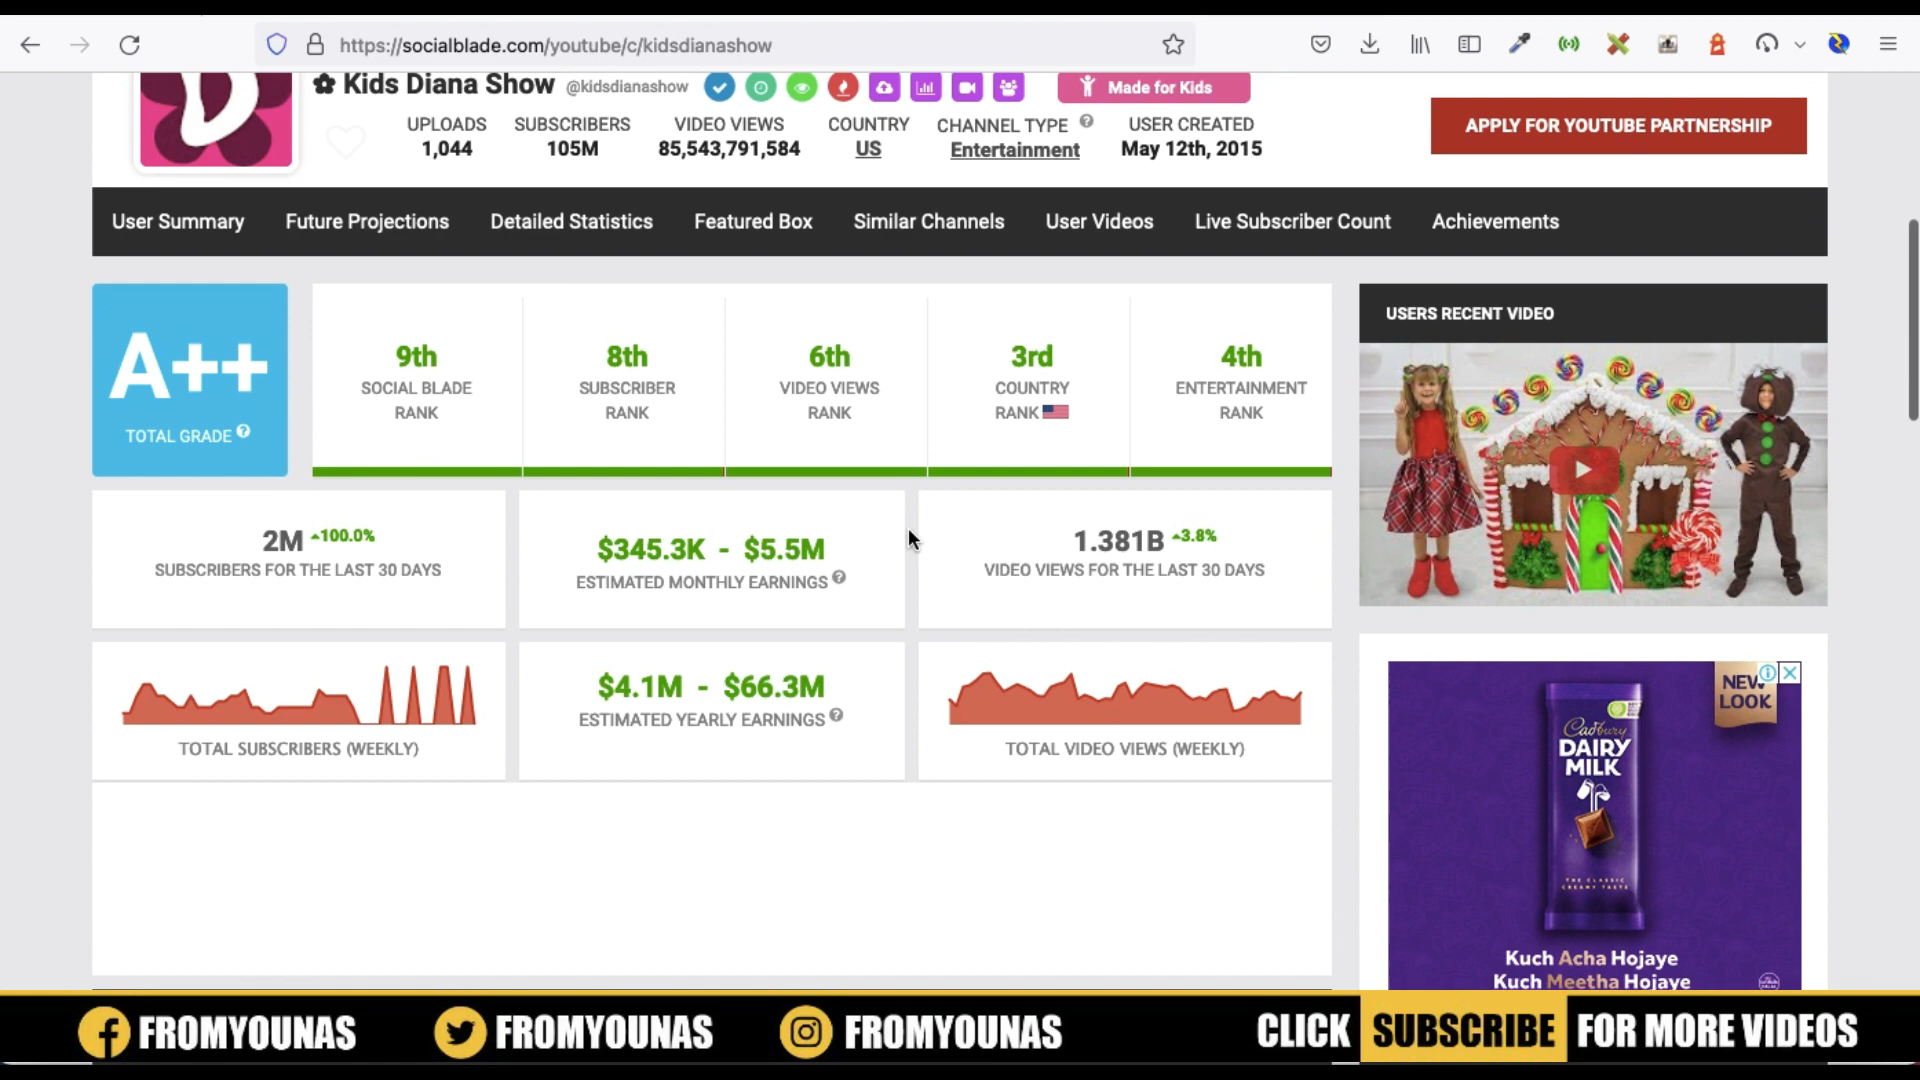 https://socialblade.com/youtube/c/kidsdianashow
Kids Diana Show @kidsdianashow
Made for Kids
UPLOADS
1,044
SUBSCRIBERS
105M
VIDEO VIEWS
85,543,791,584
COUNTRY
US
CHANNEL TYPE
Entertainment
USER CREATED
May 12th, 2015
APPLY FOR YOUTUBE PARTNERSHIP
User Summary Future Projections Detailed Statistics Featured Box Similar Channels User Videos Live Subscriber Count Achievements
A++
TOTAL GRADE
9th
SOCIAL BLADE
RANK
8th
SUBSCRIBER
RANK
6th
VIDEO VIEWS
RANK
3rd
COUNTRY
RANK
4th
ENTERTAINMENT
RANK
USERS RECENT VIDEO
2M 100.0%
SUBSCRIBERS FOR THE LAST 30 DAYS
$345.3K - $5.5M
ESTIMATED MONTHLY EARNINGS
1.381B 3.8%
VIDEO VIEWS FOR THE LAST 30 DAYS
TOTAL SUBSCRIBERS (WEEKLY)
$4.1M - $66.3M
ESTIMATED YEARLY EARNINGS
TOTAL VIDEO VIEWS (WEEKLY)
NEW
LOOK
Cadbury
DAIRY
MILK
THE CLASSIC
CREAMY TASTE
Kuch Acha Hojaye
Kuch Meetha Hojaye
FROMYOUNAS
FROMYOUNAS
FROMYOUNAS
CLICK SUBSCRIBE FOR MORE VIDEOS